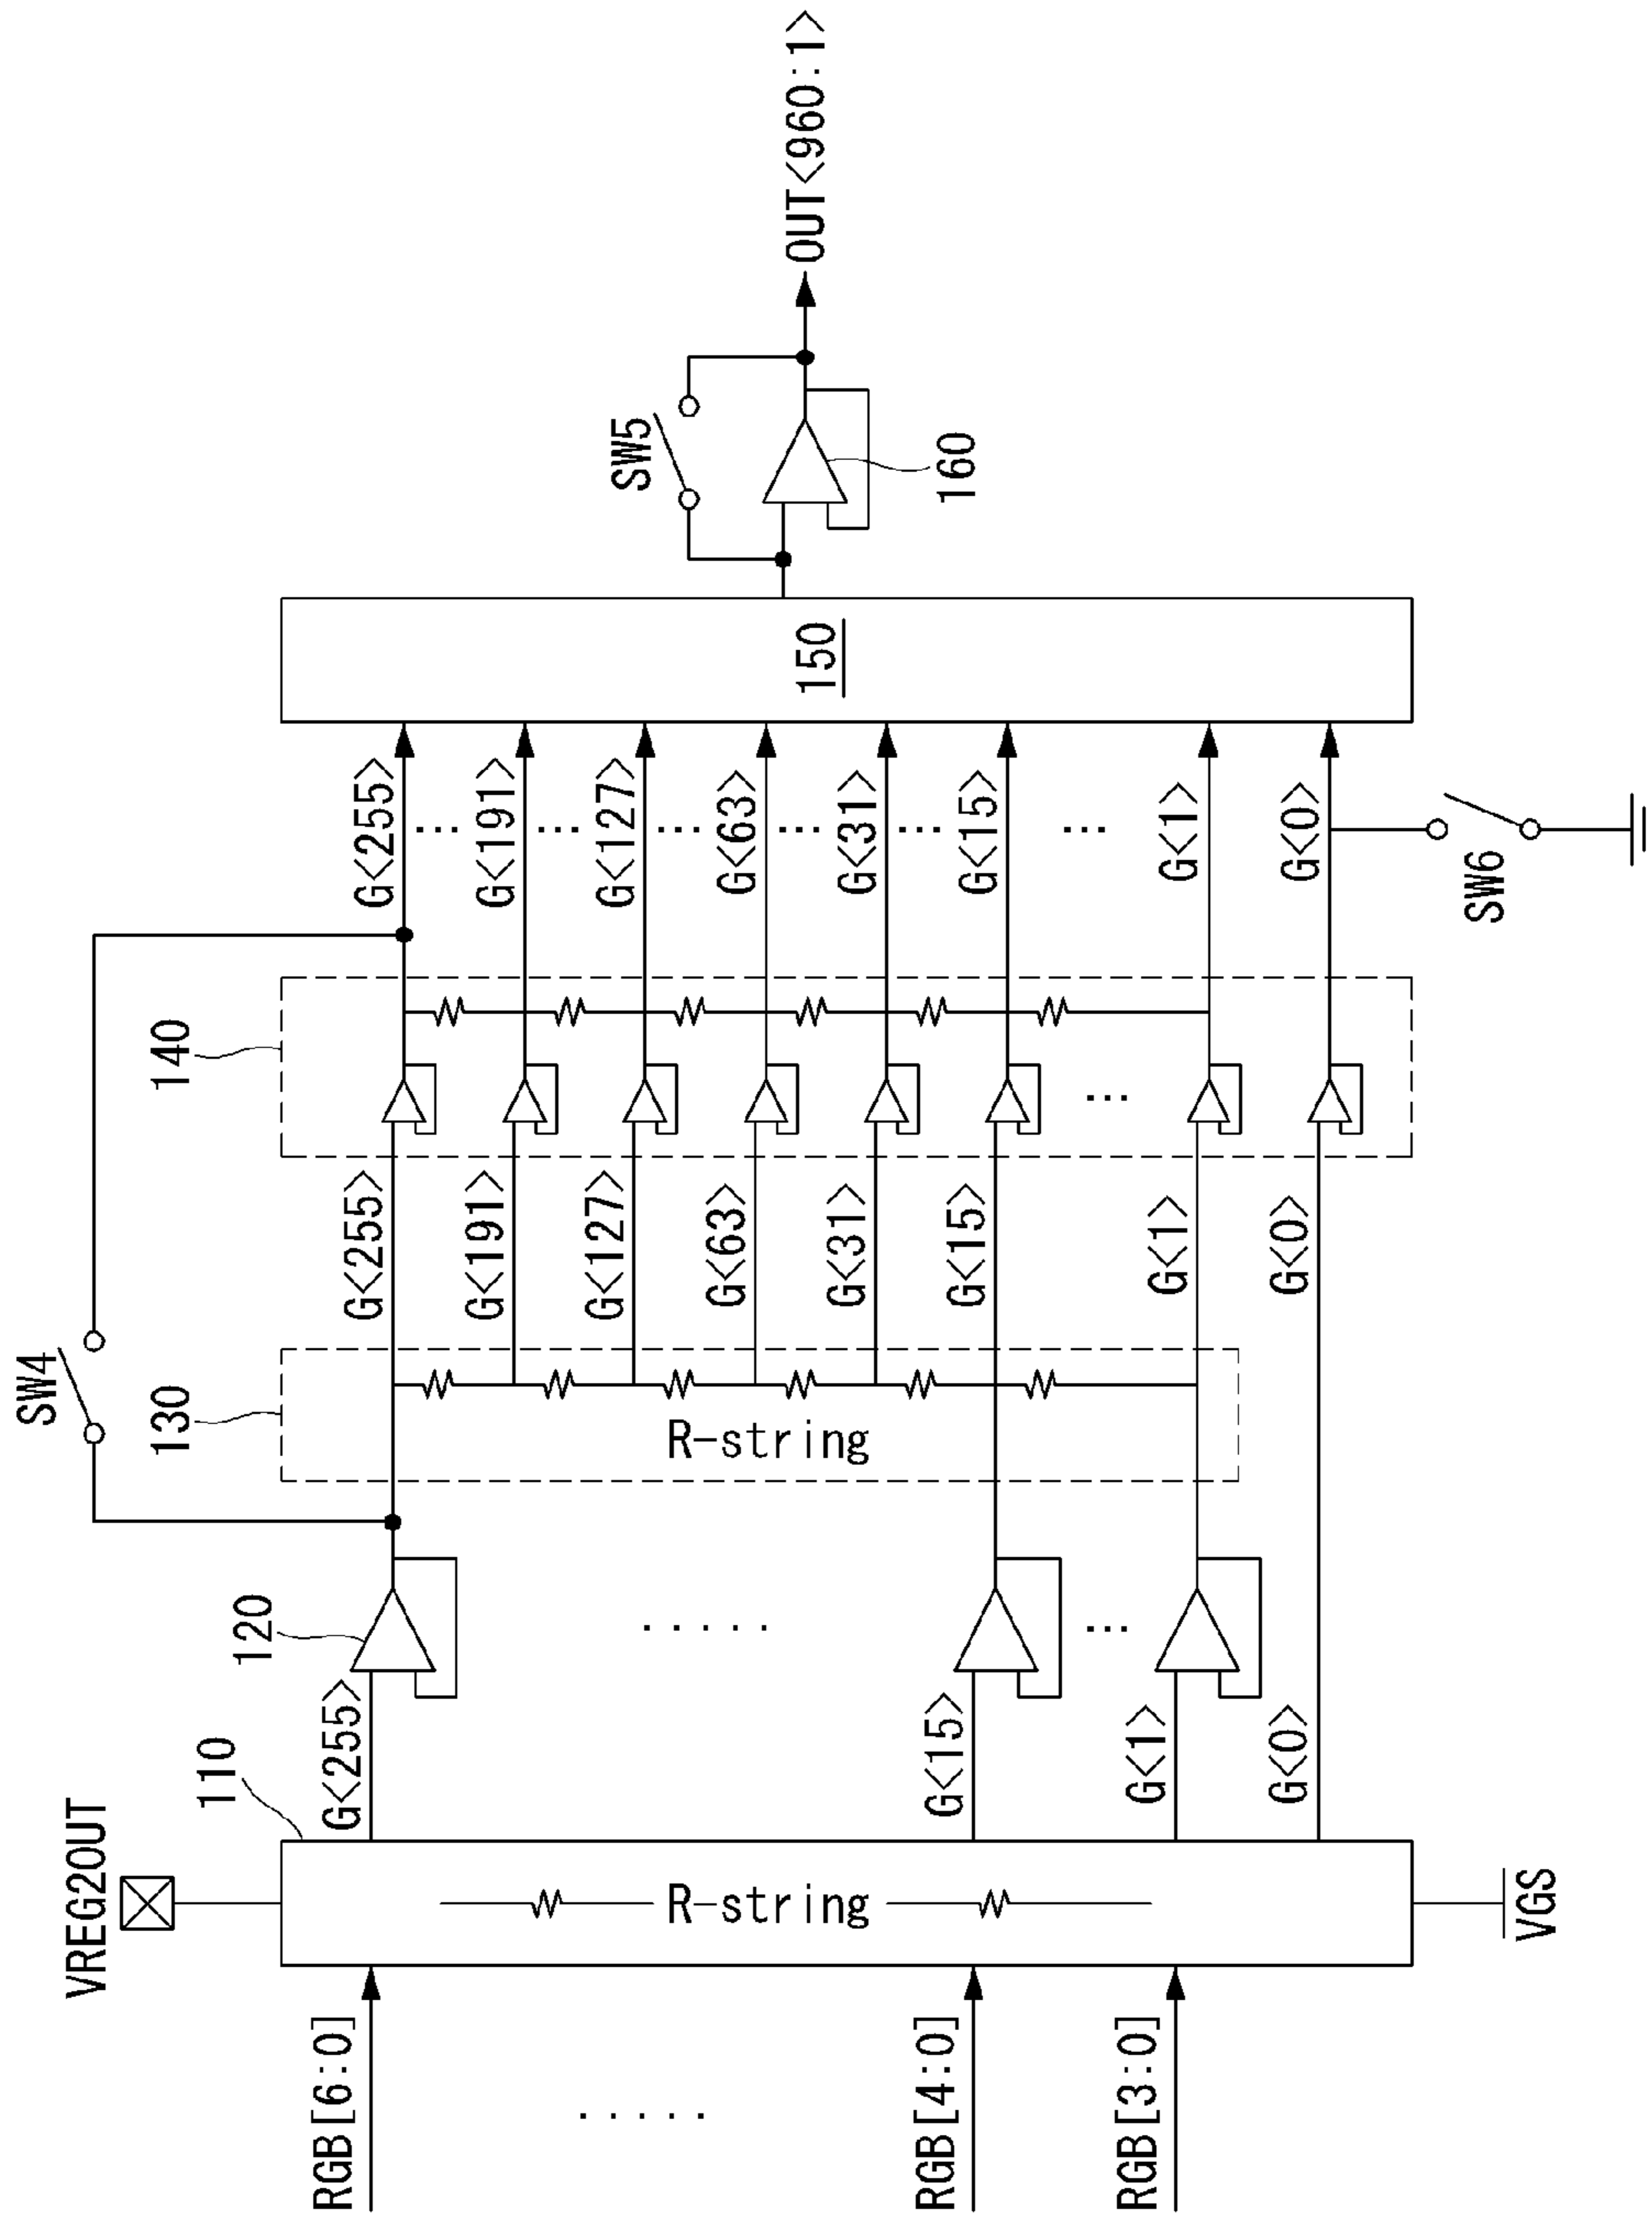 SW4
VREG2OUT
110
120
130
140
SW5
OUT<960:1>
RGB[6:0]
G<255>
G<255>
G<255>
G<191>
G<191>
G<127>
G<127>
R-string
R-string
G<63>
G<63>
150
160
G<31>
G<31>
RGB[4:0]
G<15>
G<15>
G<15>
RGB[3:0]
G<1>
G<1>
G<1>
G<0>
G<0>
G<0>
VGS
SW6